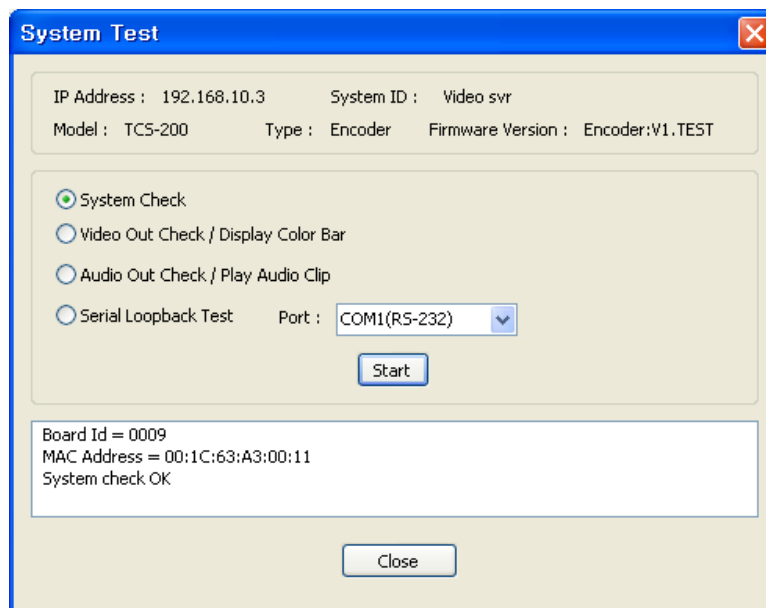 System Test
IP Address : 192.168.10.3 System ID : Video svr
Model : TCS-200 Type : Encoder Firmware Version : Encoder:V1.TEST
System Check
Video Out Check / Display Color Bar
Audio Out Check / Play Audio Clip
Serial Loopback Test Port : COM1(RS-232)
Start
Board Id = 0009
MAC Address = 00:1C:63:A3:00:11
System check OK
Close